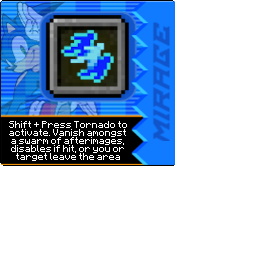 MIRAGE
Shift + Press Tornado to
activate. Vanish amongst
a swarm of afterimages,
disables if hit, or you or
target leave the area